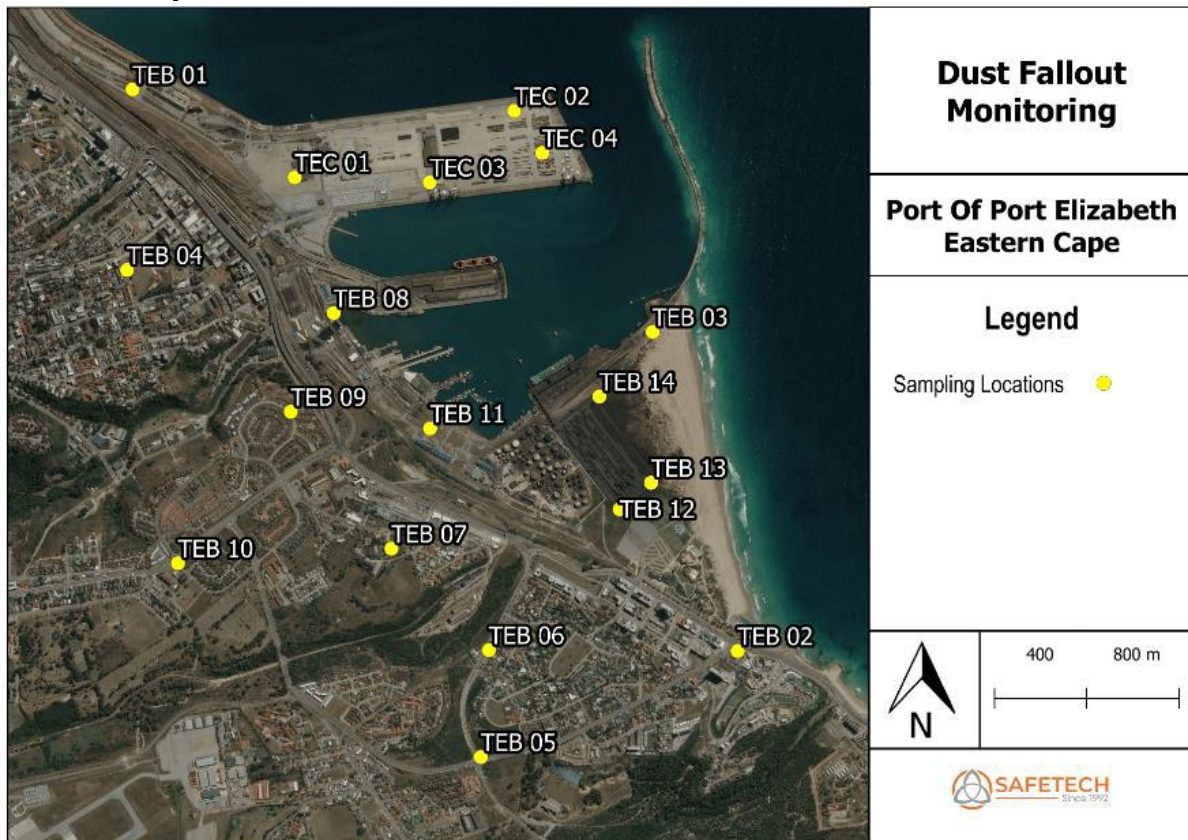 TEB 01
TEC 02
TEC 04
TEC 01
TEC 03
TEB 04
TEB 08
TEB 03
TEB 14
TEB 09
TEB 11
TEB 13
TEB 12
TEB 07
TEB 10
TEB 06
TEB 02
TEB 05
Dust Fallout
Monitoring
Port Of Port Elizabeth
Eastern Cape
Legend
Sampling Locations
N
400 800 m
SAFETECH
Since 1992